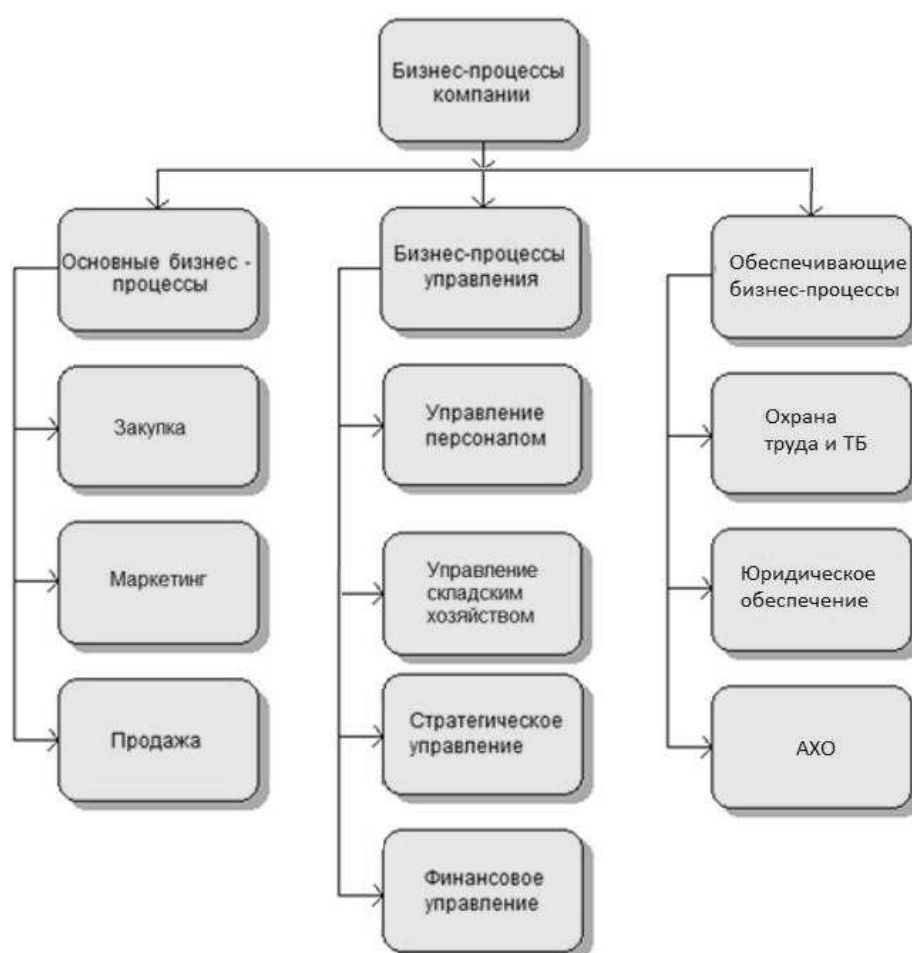 Бизнес-процессы
компании
Основные бизнес -
процессы
Закупка
Маркетинг
Продажа
Бизнес-процессы
управления
Управление
персоналом
Управление
складским
хозяйством
Стратегическое
управление
Финансовое
управление
Обеспечивающие
бизнес-процессы
Охрана
труда и ТБ
Юридическое
обеспечение
АХО